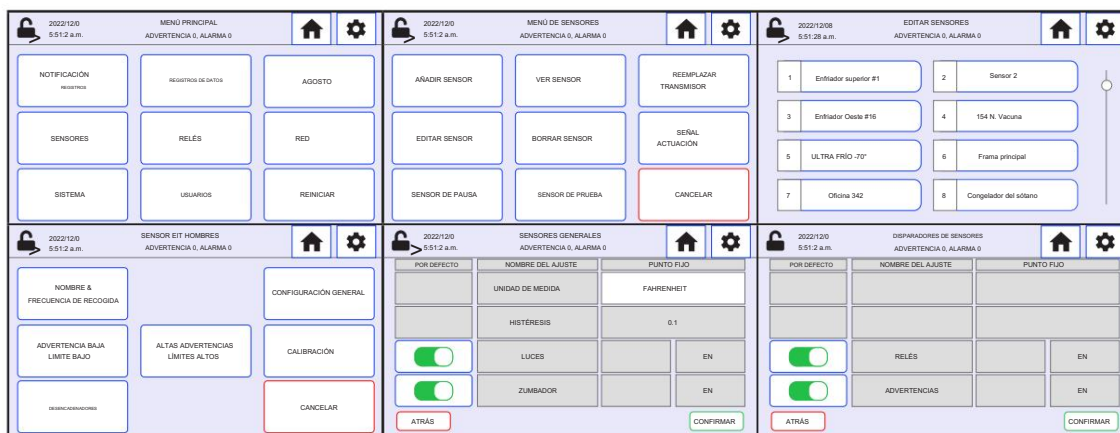 2022/12/0
5:51:2 a.m.
MENÚ PRINCIPAL
ADVERTENCIA 0, ALARMA 0
NOTIFICACIÓN
REGISTROS
REGISTROS DE DATOS
AGOSTO
SENSORES
RELÉS
RED
SISTEMA
USUARIOS
REINICIAR
2022/12/0
5:51:2 a.m.
MENÚ DE SENSORES
ADVERTENCIA 0, ALARMA 0
AÑADIR SENSOR
VER SENSOR
REEMPLAZAR
TRANSMISOR
EDITAR SENSOR
BORRAR SENSOR
SEÑAL
ACTUACIÓN
SENSOR DE PAUSA
SENSOR DE PRUEBA
CANCELAR
2022/12/08
5:51:28 a.m.
EDITAR SENSORES
ADVERTENCIA 0, ALARMA 0
1 Enfriador superior #1
2 Sensor 2
3 Enfriador Oeste #16
4 154 N. Vacuna
5 ULTRA FRÍO -70°
6 Frama principal
7 Oficina 342
8 Congelador del sólano
2022/12/0
5:51:2 a.m.
SENSOR EIT HOMBRES
ADVERTENCIA 0, ALARMA 0
NOMBRE &
FRECUENCIA DE RECOGIDA
CONFIGURACIÓN GENERAL
ADVERTENCIA BAJA
LIMITE BAJO
ALTAS ADVERTENCIAS
LÍMITES ALTOS
CALIBRACIÓN
DESENCADENADORES
CANCELAR
2022/12/0
5:51:2 a.m.
SENSORES GENERALES
ADVERTENCIA 0, ALARMA 0
POR DEFECTO NOMBRE DEL AJUSTE PUNTO FIJO
UNIDAD DE MEDIDA FAHRENHEIT
HISTÉRESIS 0.1
LUCES EN
ZUMBADOR EN
ATRÁS CONFIRMAR
2022/12/0
5:51:2 a.m.
DISPARADORES DE SENSORES
ADVERTENCIA 0, ALARMA 0
POR DEFECTO NOMBRE DEL AJUSTE PUNTO FIJO
RELÉS EN
ADVERTENCIAS EN
ATRÁS CONFIRMAR